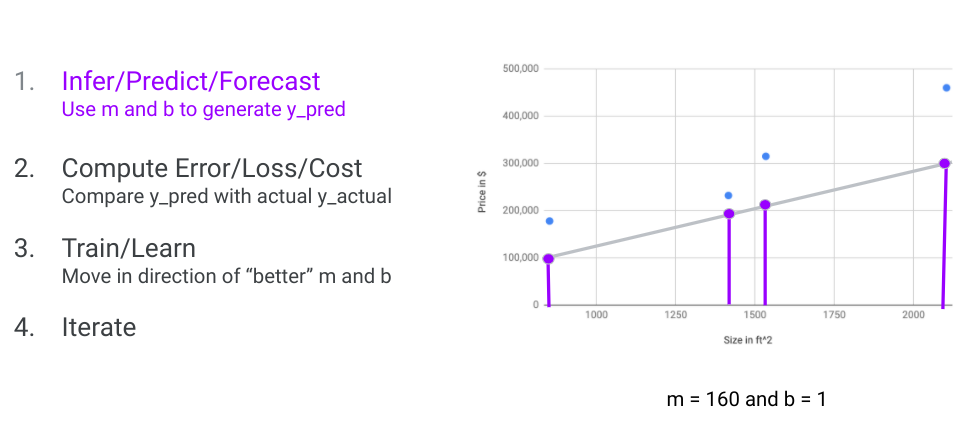 1. Infer/Predict/Forecast
Use m and b to generate y_pred
2. Compute Error/Loss/Cost
Compare y_pred with actual y_actual
3. Train/Learn
Move in direction of “better” m and b
4. Iterate
500,000
400,000
300,000
200,000
100,000
0
Price in $
1000 1250 1500 1750 2000
Size in ft^2
m = 160 and b = 1